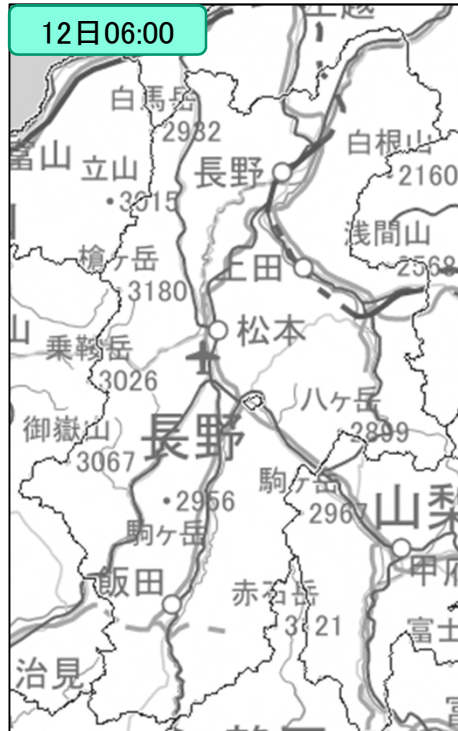 12日06:00
白馬岳
2932
富山
立山
3015
長野
白根山
2160
浅間山
2568
槍ヶ岳
3180
上田
松本
乗鞍岳
3026
八ヶ岳
2899
御嶽山
3067
長野
駒ヶ岳
2967
2956
駒ヶ岳
山梨
甲府
飯田
赤石岳
3121
富士
治見